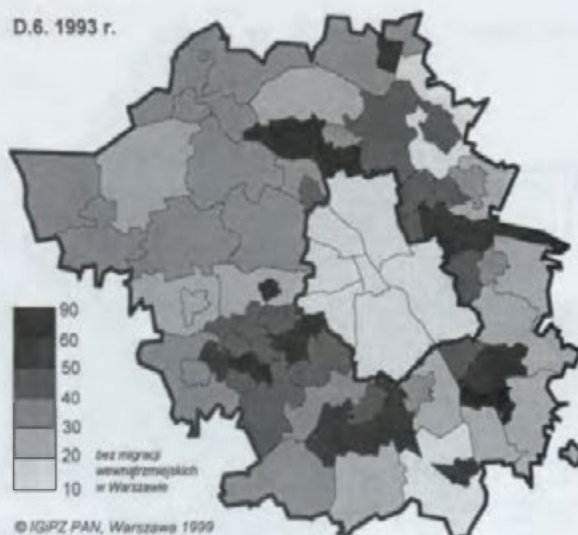 D.6. 1993 r.
90
60
50
40
30
20
10
bez migracji
wewnątrzmiejskich
w Warszawie
© IGiPZ PAN, Warszawa 1999